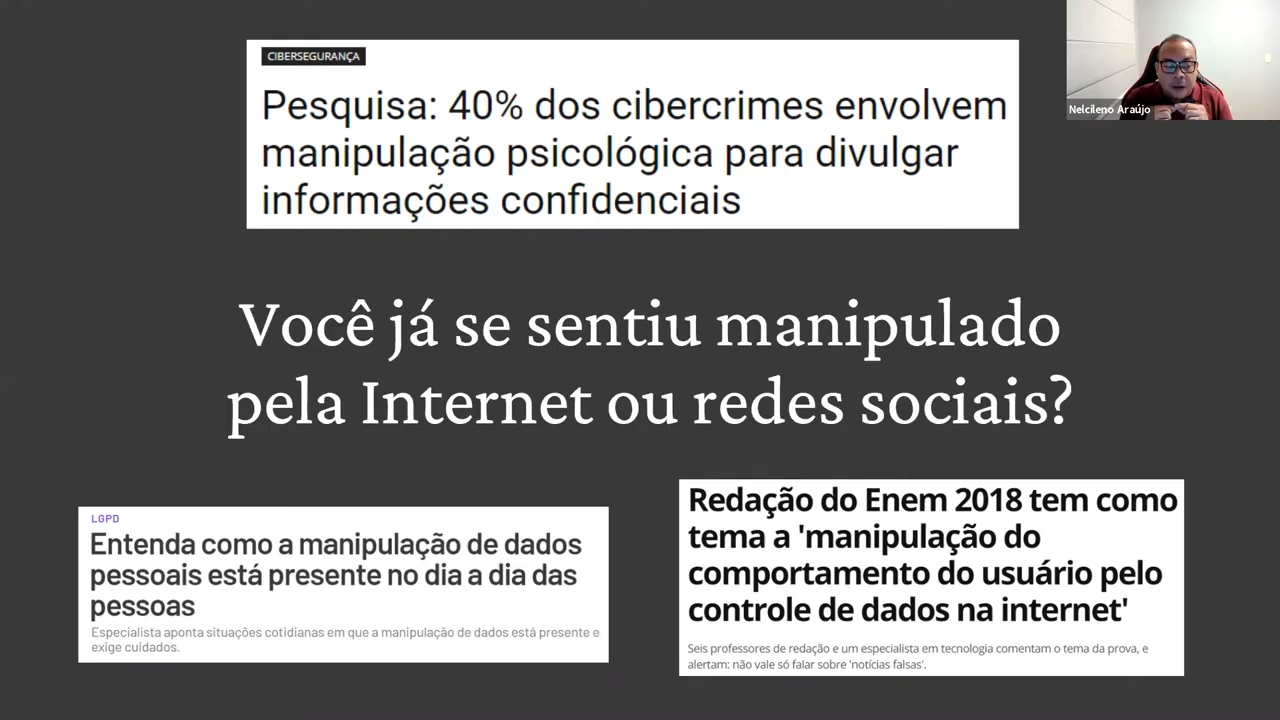 CIBERSEGURANÇA
Pesquisa: 40% dos cibercrimes envolvem
manipulação psicológica para divulgar
informações confidenciais
Nelcileno Araújo
Você já se sentiu manipulado
pela Internet ou redes sociais?
LGPD
Entenda como a manipulação de dados
pessoais está presente no dia a dia das
pessoas
Especialista aponta situações cotidianas em que a manipulação de dados está presente e
exige cuidados.
Redação do Enem 2018 tem como
tema a 'manipulação do
comportamento do usuário pelo
controle de dados na internet'
Seis professores de redação e um especialista em tecnologia comentam o tema da prova, e
alertam: não vale só falar sobre 'notícias falsas'.